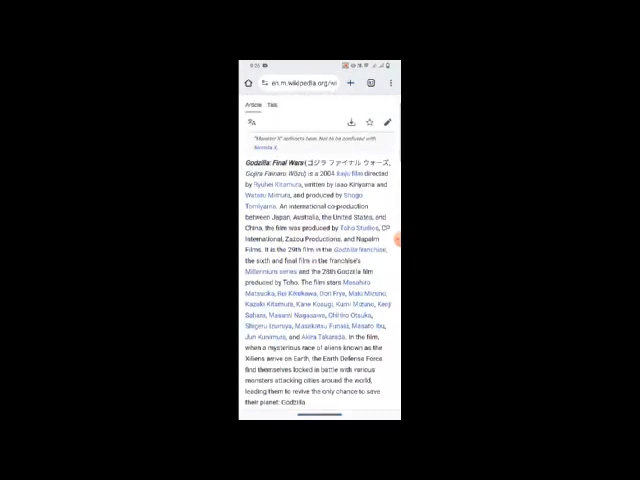 en.m.wikipedia.org/wi
Article Talk
"Monster X" redirects here. Not to be confused with
Monsta X.
Godzilla: Final Wars (ゴジラ ファイナル ウォーズ,
Gojira Fainaru Wōzu) is a 2004 kaiju film directed
by Ryuhei Kitamura, written by Isao Kiriyama and
Wataru Mimura, and produced by Shogo
Tomiyama. An international co-production
between Japan, Australia, the United States, and
China, the film was produced by Toho Studios, CP
International, Zazou Productions, and Napalm
Films. It is the 29th film in the Godzilla franchise,
the sixth and final film in the franchise's
Millennium series and the 28th Godzilla film
produced by Toho. The film stars Masahiro
Matsuoka, Rei Kikukawa, Don Frye, Maki Mizuno,
Kazuki Kitamura, Kane Kosugi, Kumi Mizuno, Kenji
Sahara, Masami Nagasawa, Chihiro Otsuka,
Shigeru Izumiya, Masakatsu Funaki, Masato Ibu,
Jun Kunimura, and Akira Takarada. In the film,
when a mysterious race of aliens known as the
Xiliens arrive on Earth, the Earth Defense Force
find themselves locked in battle with various
monsters attacking cities around the world,
leading them to revive the only chance to save
their planet: Godzilla